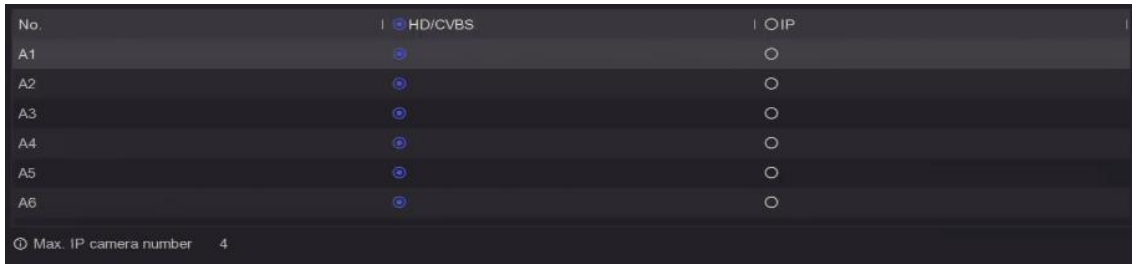 No. HD/CVBS IP
A1
A2
A3
A4
A5
A6
Max. IP camera number 4